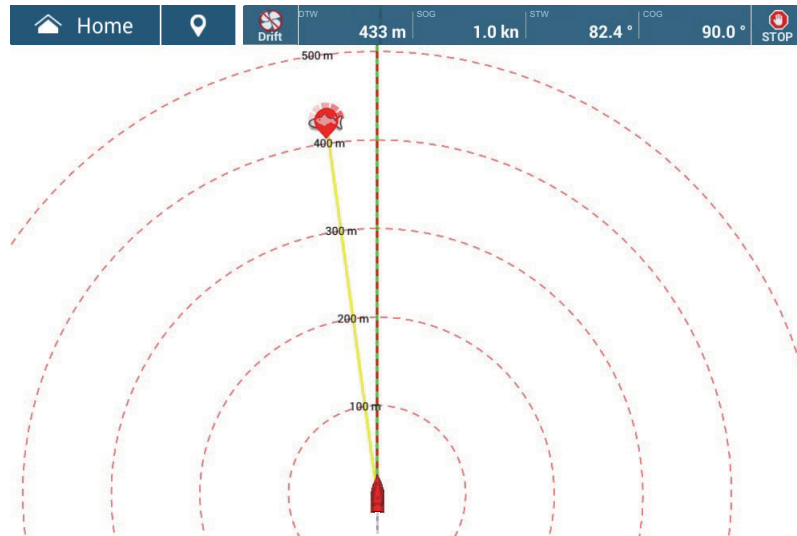 Home
Drift
DTW
433 m
SOG
1.0 kn
STW
82.4 °
COG
90.0 °
STOP
500 m
400 m
300 m
200 m
100 m